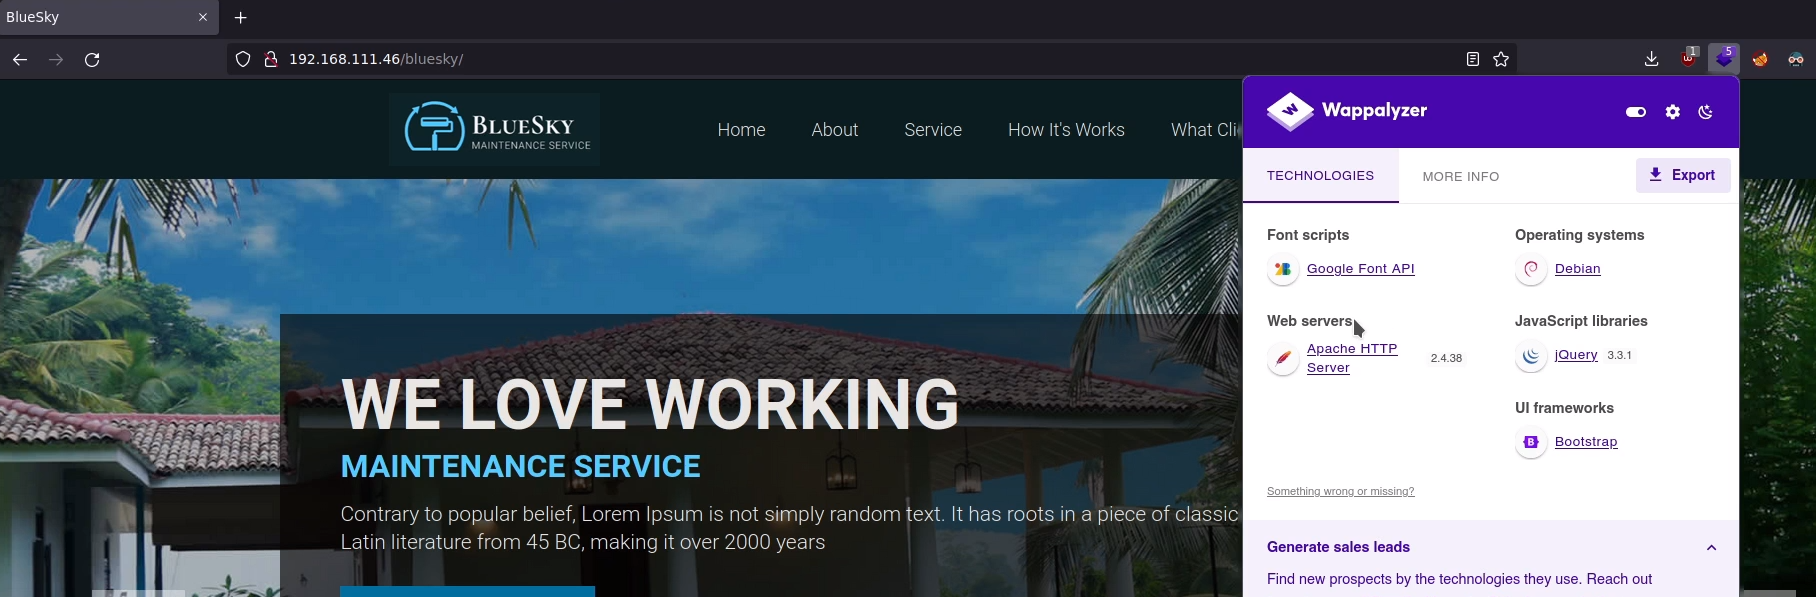 BlueSky
192.168.111.46/bluesky/
1
5
BLUESKY
MAINTENANCE SERVICE
Home
About
Service
How It's Works
What Cli
WE LOVE WORKING
MAINTENANCE SERVICE
Contrary to popular belief, Lorem Ipsum is not simply random text. It has roots in a piece of classic
Latin literature from 45 BC, making it over 2000 years
Wappalyzer
TECHNOLOGIES
MORE INFO
Export
Font scripts
Google Font API
Web servers
Apache HTTP
Server
2.4.38
Operating systems
Debian
JavaScript libraries
jQuery 3.3.1
UI frameworks
Bootstrap
Something wrong or missing?
Generate sales leads
Find new prospects by the technologies they use. Reach out